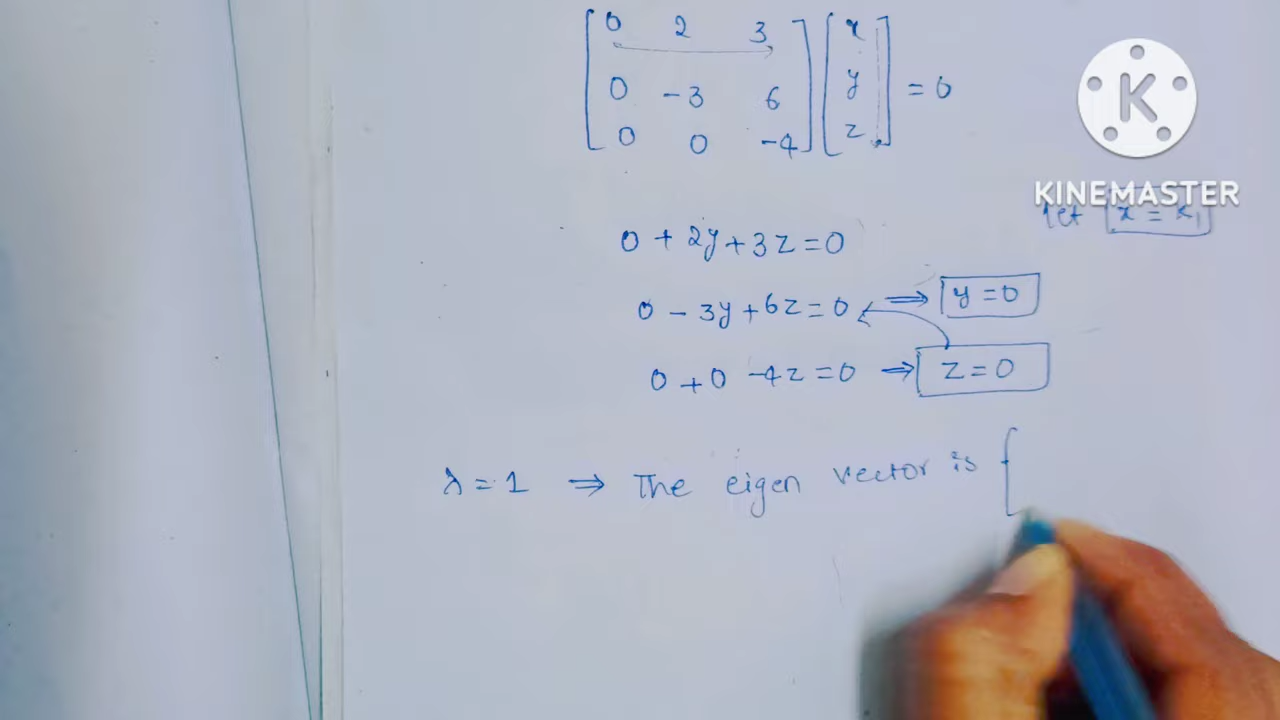 0 2 3 x
0 -3 6 y = 0
0 0 -4 z
K
KINEMASTER
let x = K1
0 + 2y + 3z = 0
0 - 3y + 6z = 0 ⇒ y = 0
0 + 0 -4z = 0 ⇒ z = 0
λ = 1 ⇒ The eigen vector is [